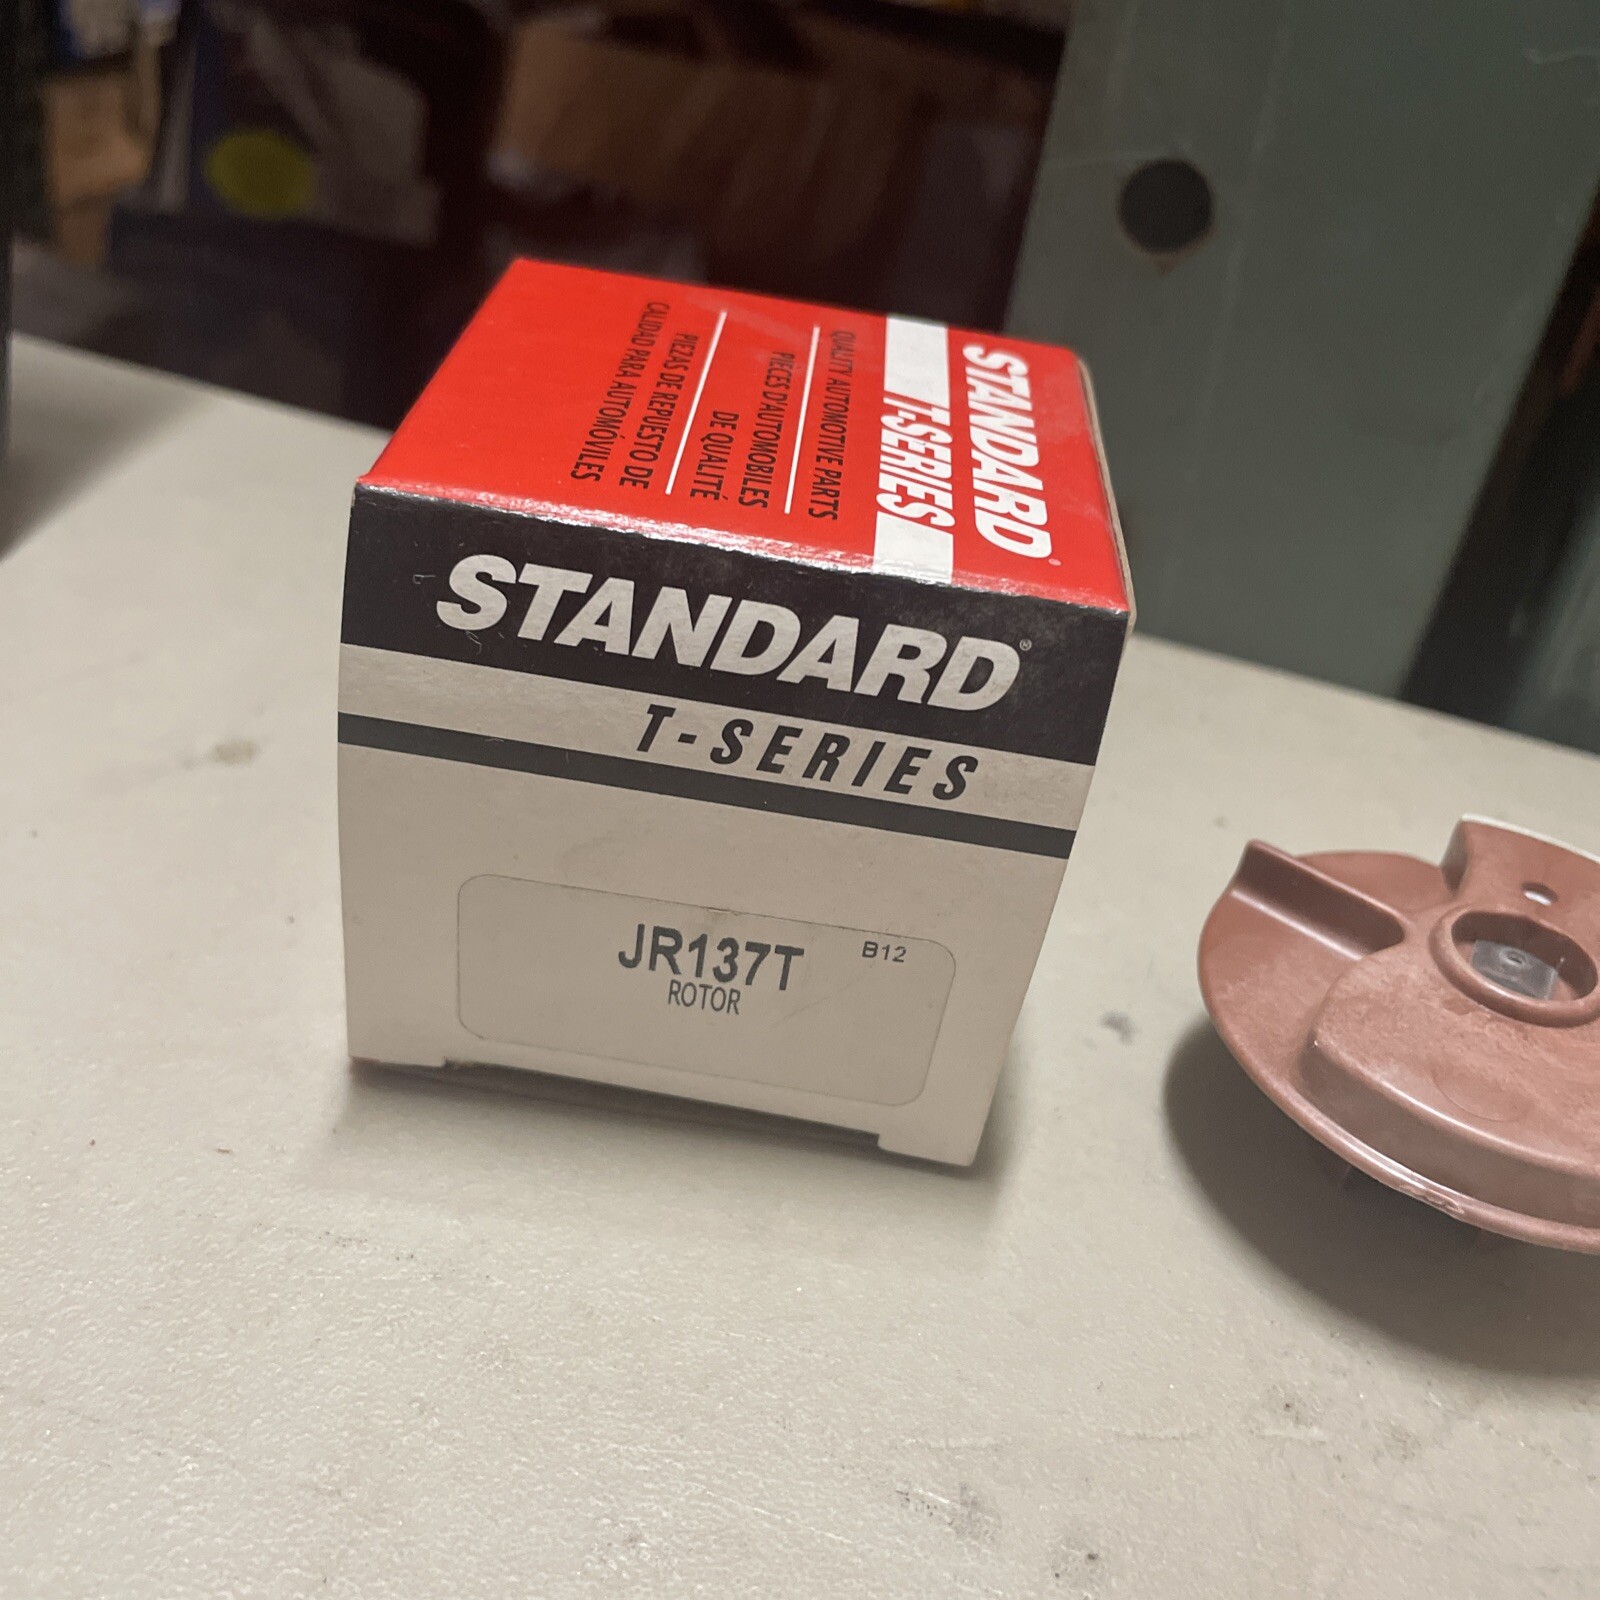 STANDARD®
T-SERIES
QUALITY AUTOMOTIVE PARTS
PIÈCES D'AUTOMOBILES
DE QUALITÉ
PIEZAS DE REPUESTO DE
CALIDAD PARA AUTOMÓVILES
STANDARD®
T-SERIES
JR137T B12
ROTOR